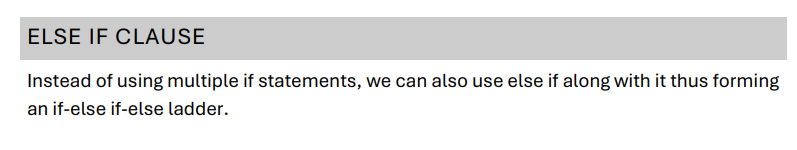 ELSE IF CLAUSE
Instead of using multiple if statements, we can also use else if along with it thus forming
an if-else if-else ladder.